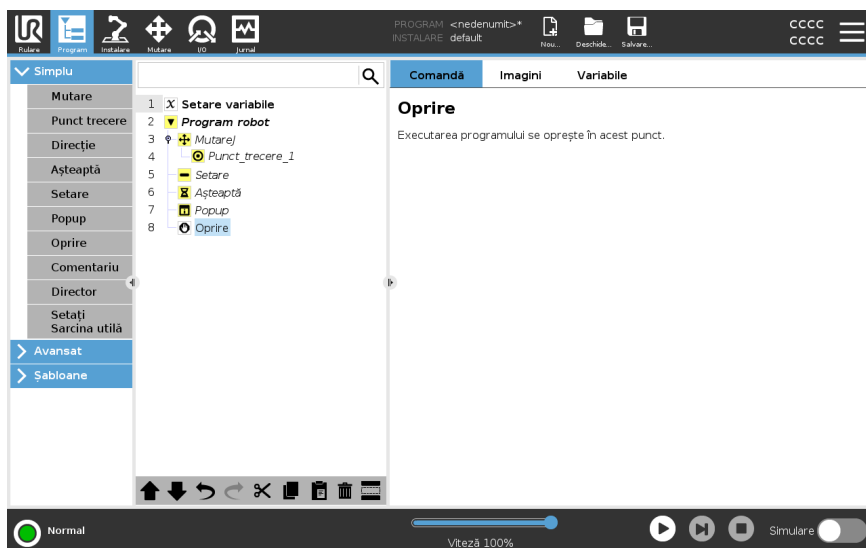 UR
Rulare
Program
Instalare
Mutare
I/O
Jurnal
PROGRAM <nedenumit>*
INSTALARE default
Nou...
Deschide...
Salvare...
CCCC
CCCC
Simplu
Mutare
Punct trecere
Direcție
Așteaptă
Setare
Popup
Oprire
Comentariu
Director
Setați
Sarcina utilă
Avansat
Șabloane
1 X Setare variabile
2 Program robot
3 MutareJ
4 Punct_trecere_1
5 Setare
6 Așteaptă
7 Popup
8 Oprire
Comandă
Imagini
Variabile
Oprire
Executarea programului se oprește în acest punct.
Normal
Viteză 100%
Simulare